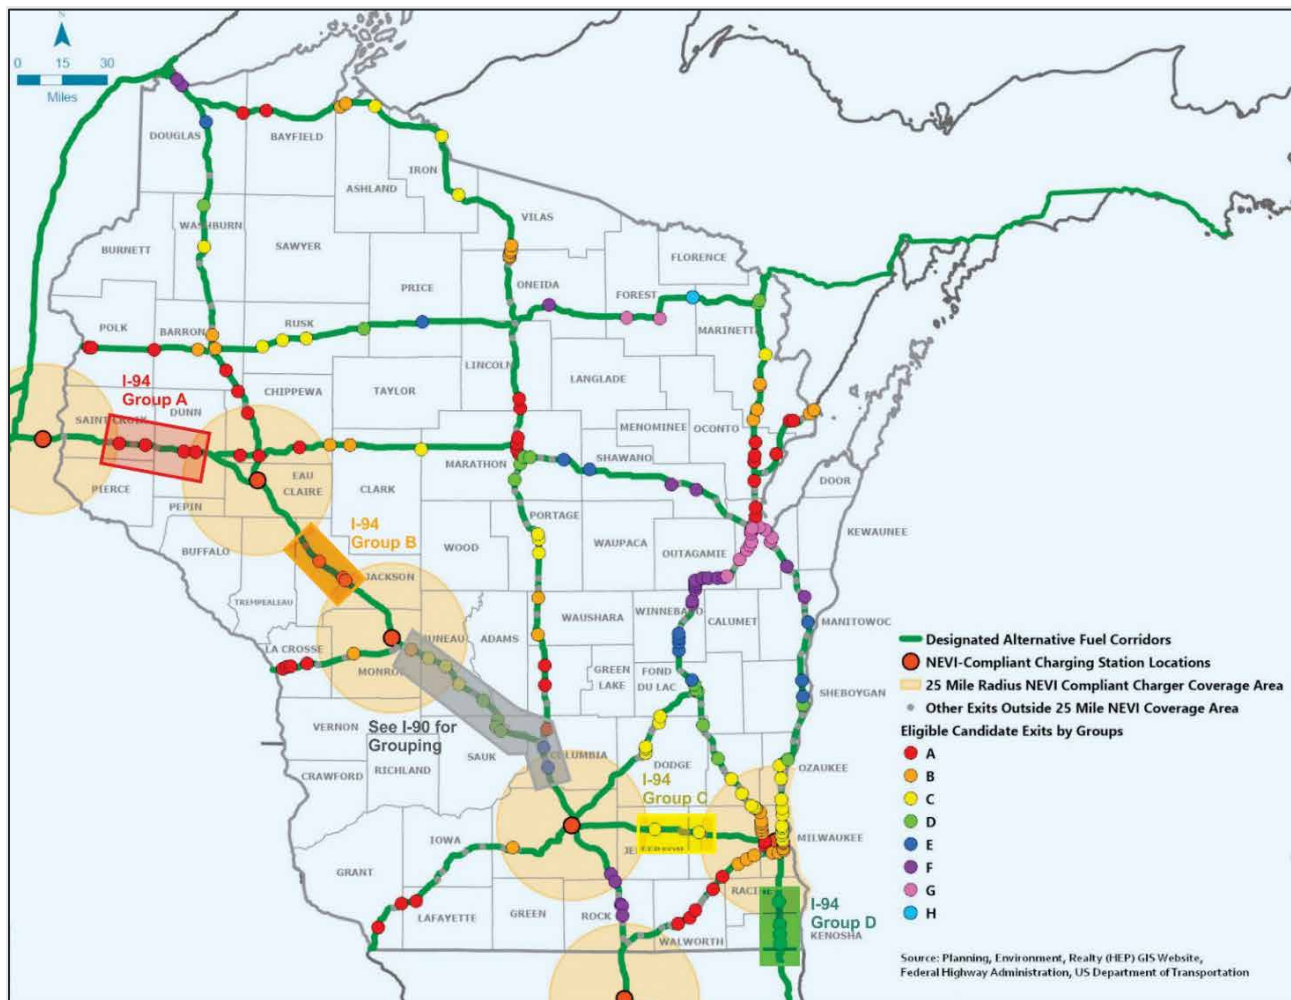 N
0 15 30
Miles
DOUGLAS
BAYFIELD
IRON
ASHLAND
VILAS
WASHBURN
BURNETT
SAWYER
FLORENCE
ONEIDA
PRICE
FOREST
POLK
BARRON
RUSK
MARINETT
LINCOLN
I-94
Group A
CHIPPEWA
TAYLOR
LANGLADE
DUNN
SAINT CROIX
MENOMINEE
OCONTO
MARATHON
SHAWANO
EAU
CLAIRE
DOOR
PIERCE
CLARK
PEPIN
PORTAGE
I-94
Group B
KEWAUNEE
BUFFALO
WOOD
WAUPACA
OUTAGAMIE
JACKSON
TREMPEALEAU
WAUSHARA
WINNEBAGO
CALUMET
MANITOWOC
JUNEAU
ADAMS
LA CROSSE
MONROE
GREEN
LAKE
FOND
DU LAC
SHEBOYGAN
Designated Alternative Fuel Corridors
NEVI-Compliant Charging Station Locations
25 Mile Radius NEVI Compliant Charger Coverage Area
Other Exits Outside 25 Mile NEVI Coverage Area
Eligible Candidate Exits by Groups
A
B
C
D
E
F
G
H
VERNON
See I-90 for
Grouping
SAUK
COLUMBIA
DODGE
OZAUKEE
CRAWFORD
RICHLAND
I-94
Group C
IOWA
MILWAUKEE
GRANT
RACINE
LAFAYETTE
GREEN
ROCK
WALWORTH
I-94
Group D
KENOSHA
Source: Planning, Environment, Realty (HEP) GIS Website,
Federal Highway Administration, US Department of Transportation